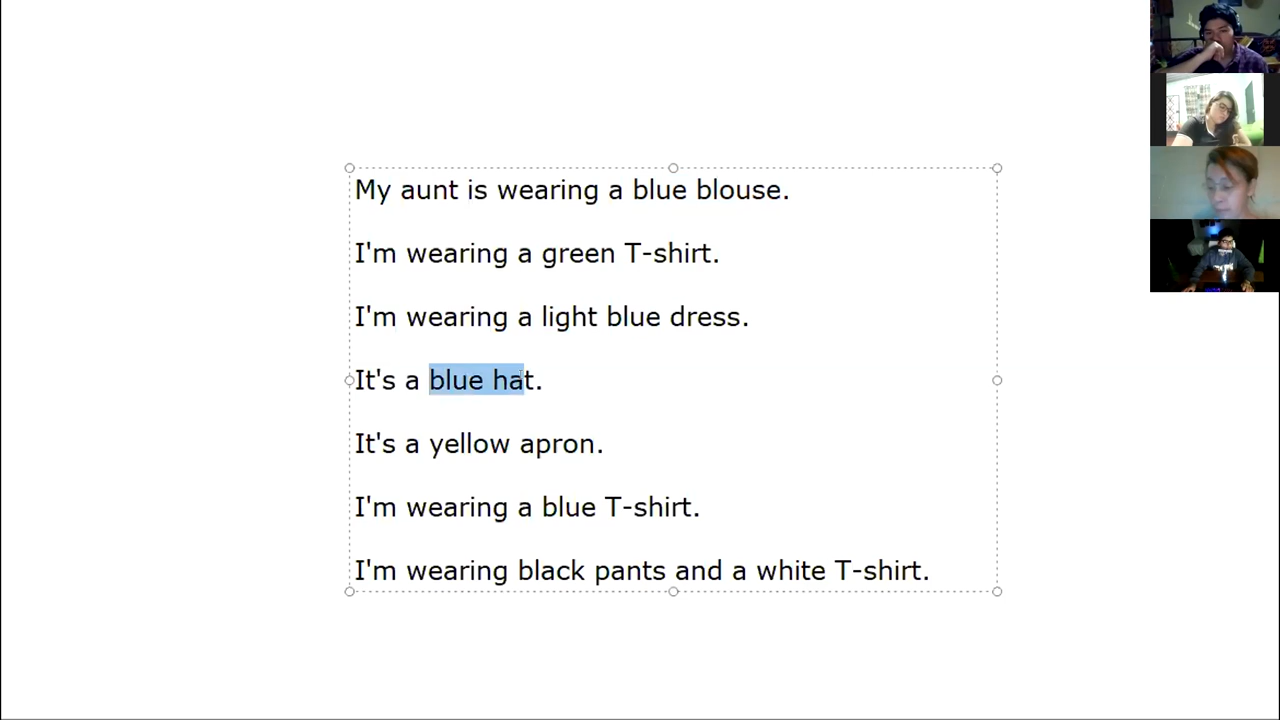 My aunt is wearing a blue blouse.
I'm wearing a green T-shirt.
I'm wearing a light blue dress.
It's a blue hat.
It's a yellow apron.
I'm wearing a blue T-shirt.
I'm wearing black pants and a white T-shirt.